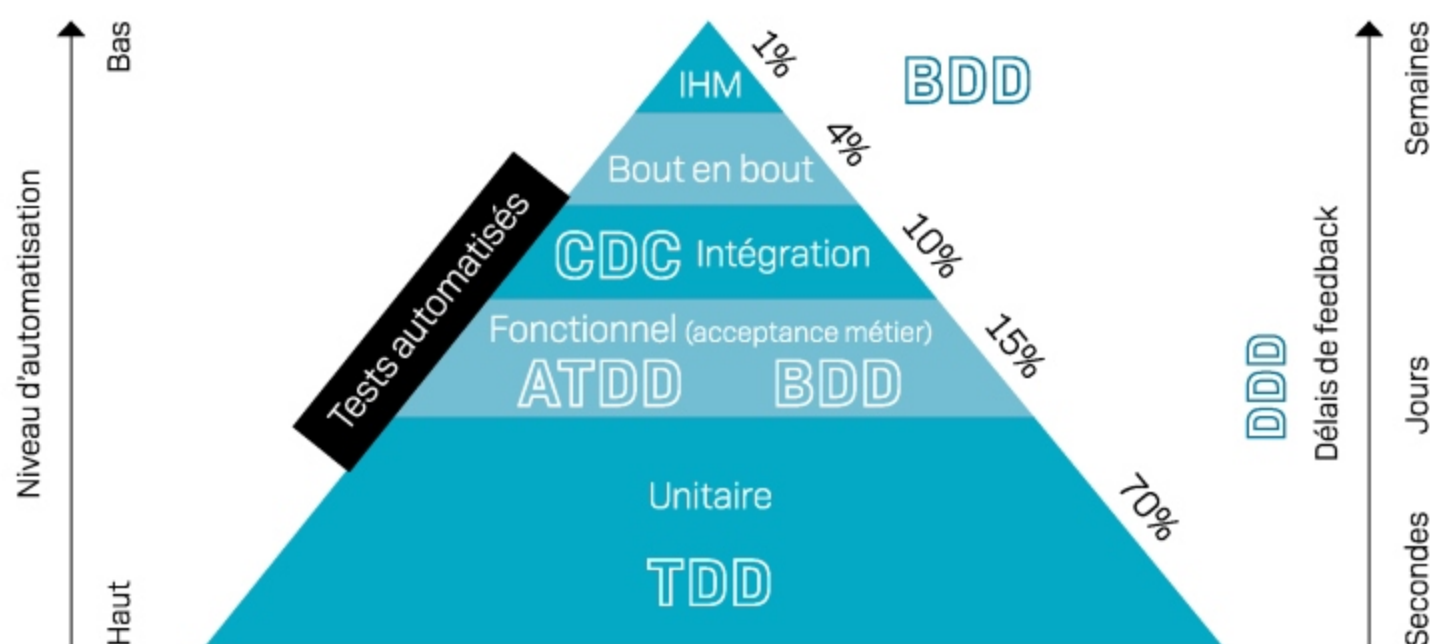 Bas
Niveau d'automatisation
Haut
Tests automatisés
IHM
1%
BDD
Bout en bout
4%
CDC Intégration
10%
Fonctionnel (acceptance métier)
ATDD BDD
15%
Unitaire
TDD
70%
DDD
Délais de feedback
Semaines
Jours
Secondes